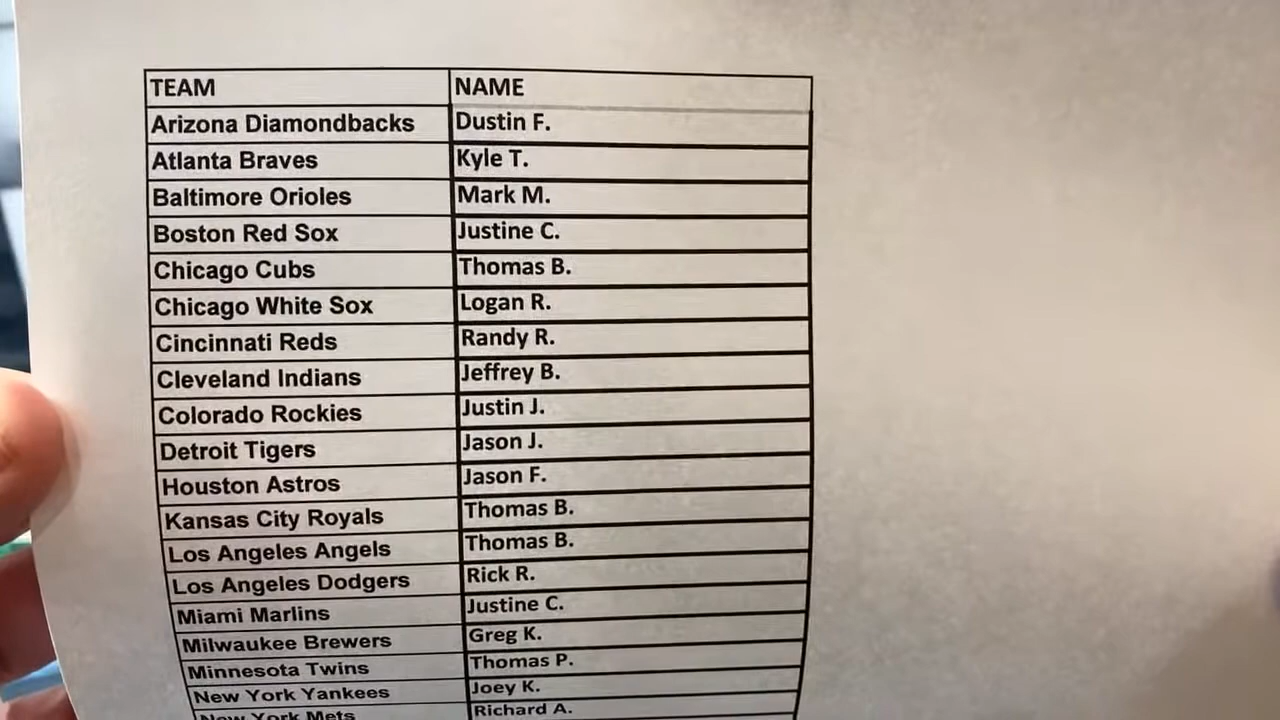 TEAM NAME
Arizona Diamondbacks Dustin F.
Atlanta Braves Kyle T.
Baltimore Orioles Mark M.
Boston Red Sox Justine C.
Chicago Cubs Thomas B.
Chicago White Sox Logan R.
Cincinnati Reds Randy R.
Cleveland Indians Jeffrey B.
Colorado Rockies Justin J.
Detroit Tigers Jason J.
Houston Astros Jason F.
Kansas City Royals Thomas B.
Los Angeles Angels Thomas B.
Los Angeles Dodgers Rick R.
Miami Marlins Justine C.
Milwaukee Brewers Greg K.
Minnesota Twins Thomas P.
New York Yankees Joey K.
New York Mets Richard A.